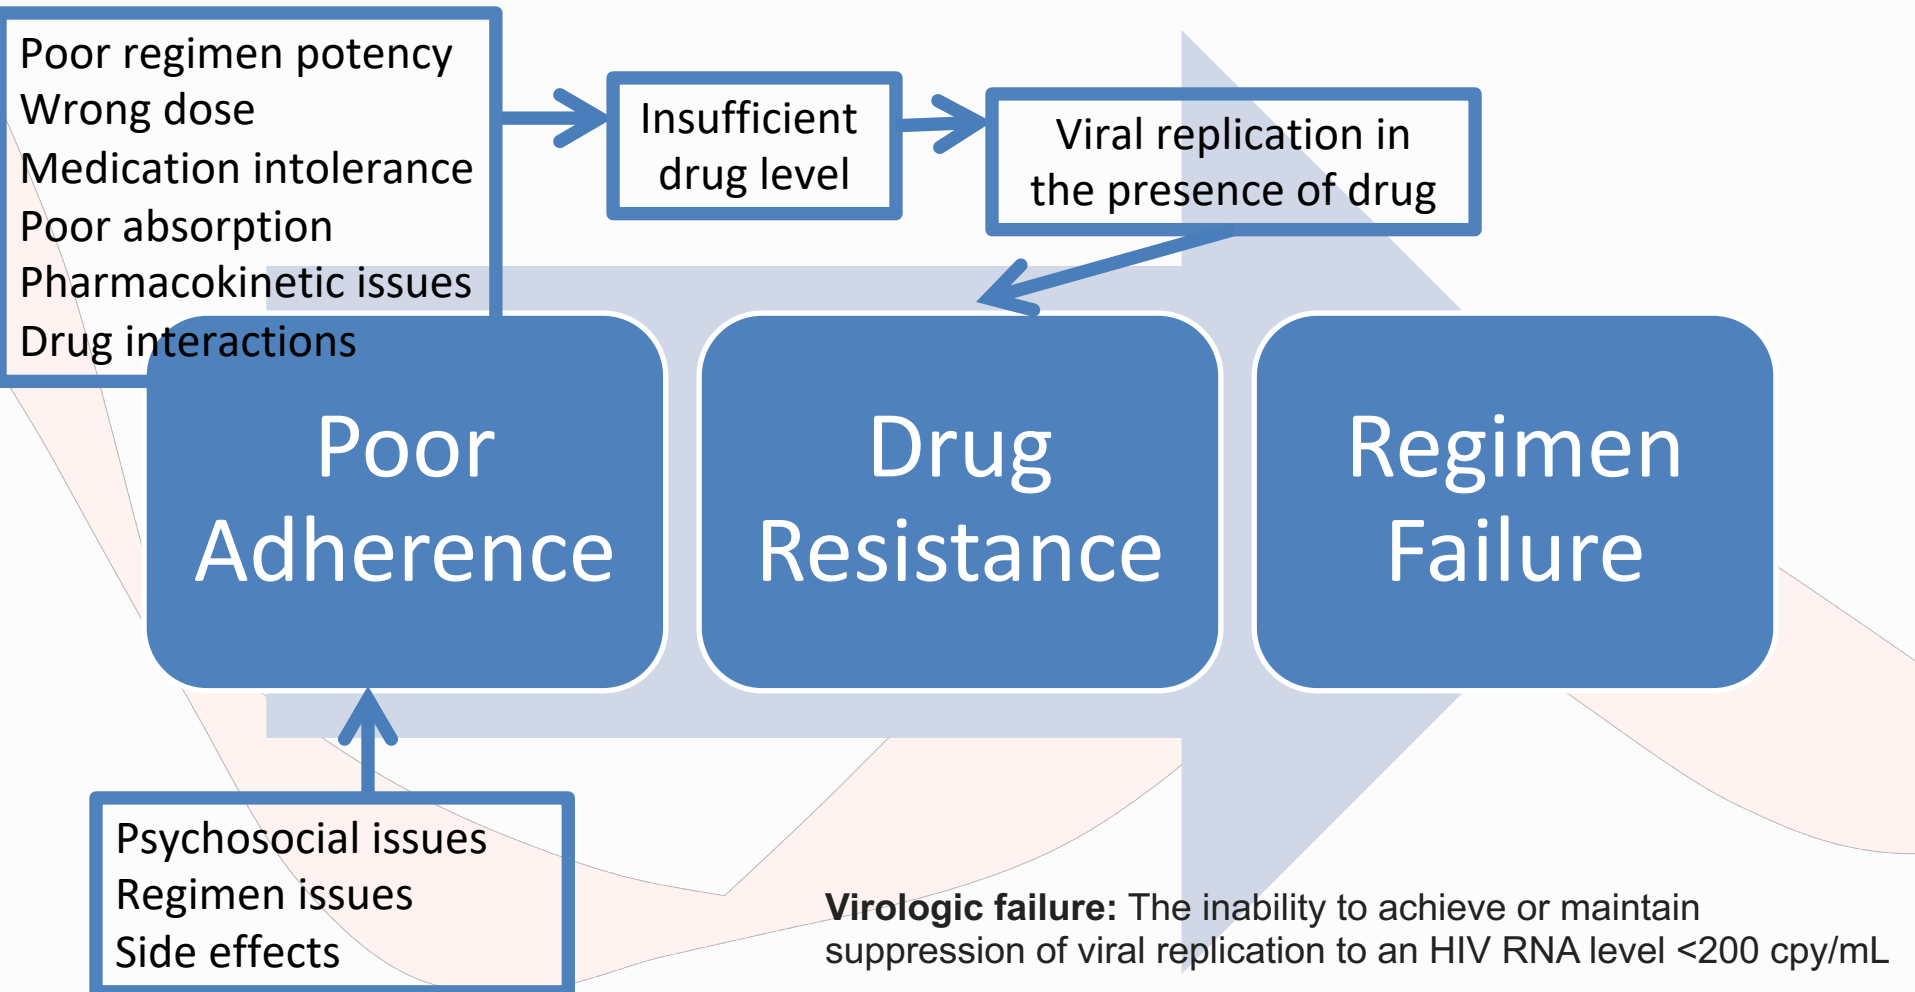 Poor regimen potency
Wrong dose
Medication intolerance
Poor absorption
Pharmacokinetic issues
Drug interactions
Insufficient
drug level
Viral replication in
the presence of drug
Poor
Adherence
Drug
Resistance
Regimen
Failure
Psychosocial issues
Regimen issues
Side effects
Virologic failure: The inability to achieve or maintain
suppression of viral replication to an HIV RNA level <200 cpy/mL